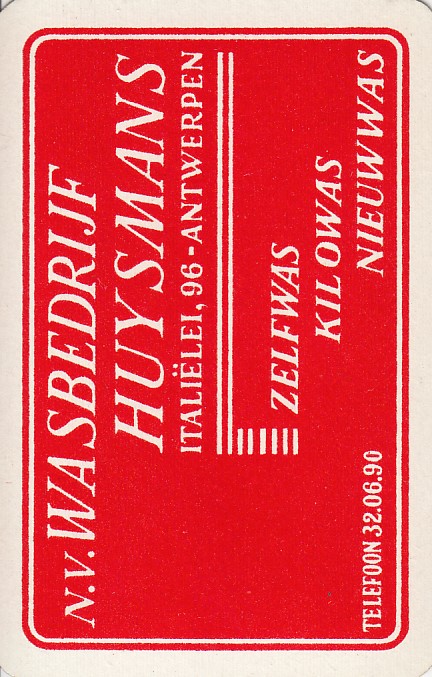 N.V. WASBEDRIJF
HUYSMANS
ITALIËLEI, 96 - ANTWERPEN
ZELFWAS
KILOWAS
NIEUWWAS
TELEFOON 32.06.90